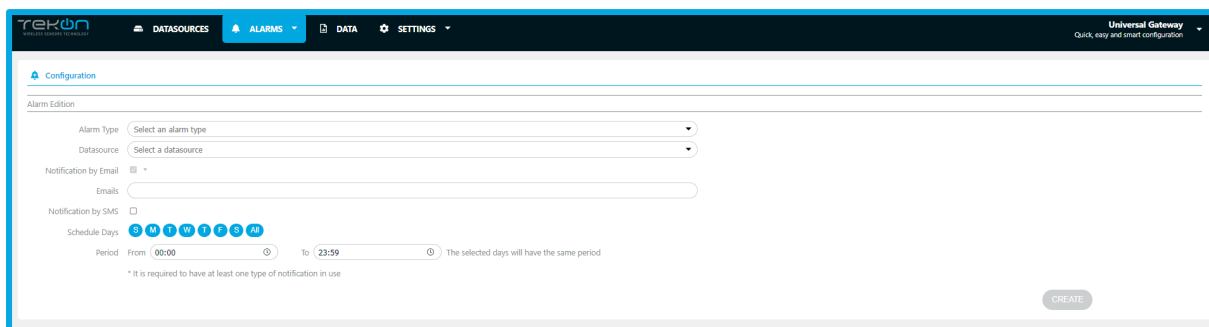 TEKON
WIRELESS SENSORS TECHNOLOGY
DATASOURCES
ALARMS
DATA
SETTINGS
Universal Gateway
Quick, easy and smart configuration
Configuration
Alarm Edition
Alarm Type Select an alarm type
Datasource Select a datasource
Notification by Email *
Emails
Notification by SMS
Schedule Days S M T W T F S All
Period From 00:00 To 23:59 The selected days will have the same period
* It is required to have at least one type of notification in use
CREATE